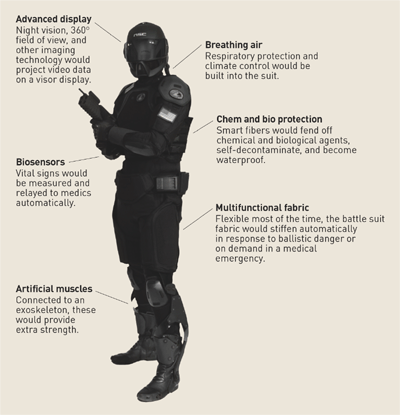 Advanced display
Night vision, 360°
field of view, and
other imaging
technology would
project video data
on a visor display.
Breathing air
Respiratory protection and
climate control would be
built into the suit.
Chem and bio protection
Smart fibers would fend off
chemical and biological agents,
self-decontaminate, and become
waterproof.
Biosensors
Vital signs would
be measured and
relayed to medics
automatically.
Multifunctional fabric
Flexible most of the time, the battle suit
fabric would stiffen automatically
in response to ballistic danger or
on demand in a medical
emergency.
Artificial muscles
Connected to an
exoskeleton, these
would provide
extra strength.